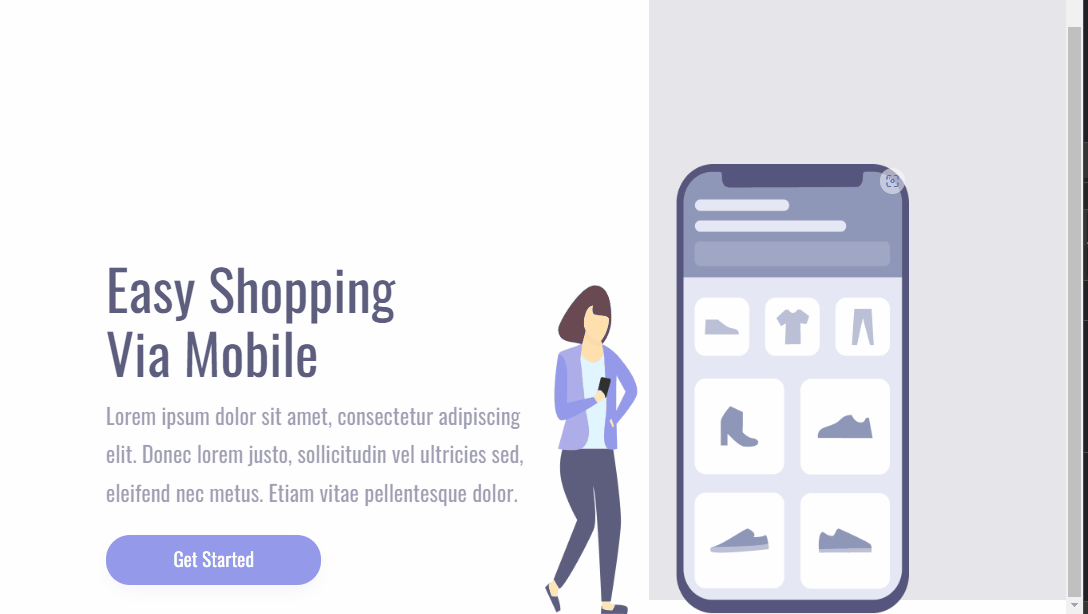 Easy Shopping
Via Mobile
Lorem ipsum dolor sit amet, consectetur adipiscing
elit. Donec lorem justo, sollicitudin vel ultricies sed,
eleifend nec metus. Etiam vitae pellentesque dolor.
Get Started